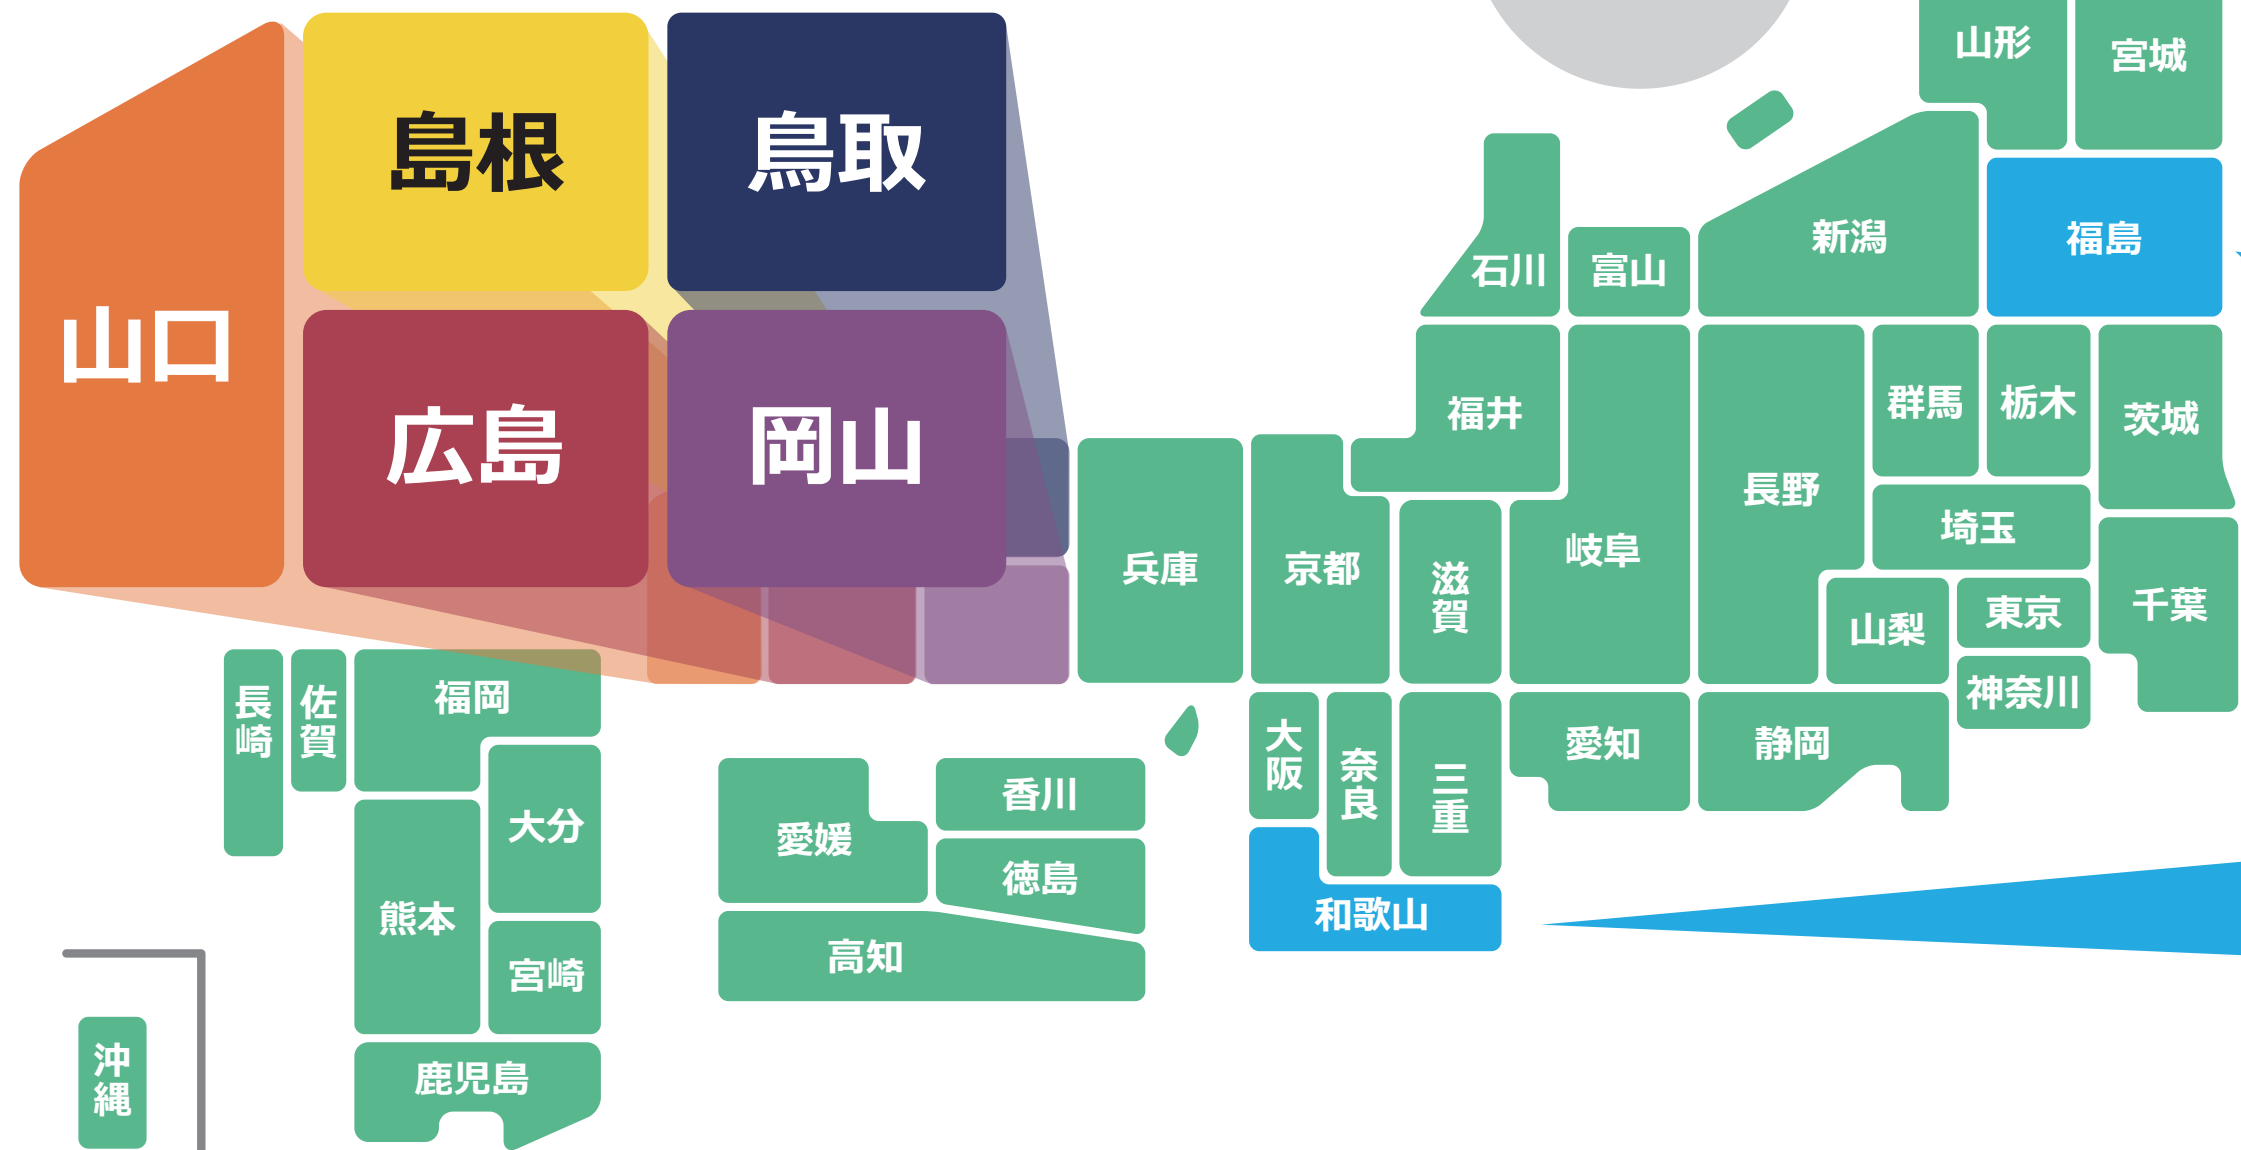 山形
宮城
島根
鳥取
新潟
福島
石川
富山
山口
福井
群馬
栃木
茨城
広島
岡山
長野
埼玉
兵庫
京都
滋賀
岐阜
千葉
山梨
東京
神奈川
長崎
佐賀
福岡
大阪
奈良
三重
愛知
静岡
大分
愛媛
香川
徳島
熊本
和歌山
高知
宮崎
沖縄
鹿児島